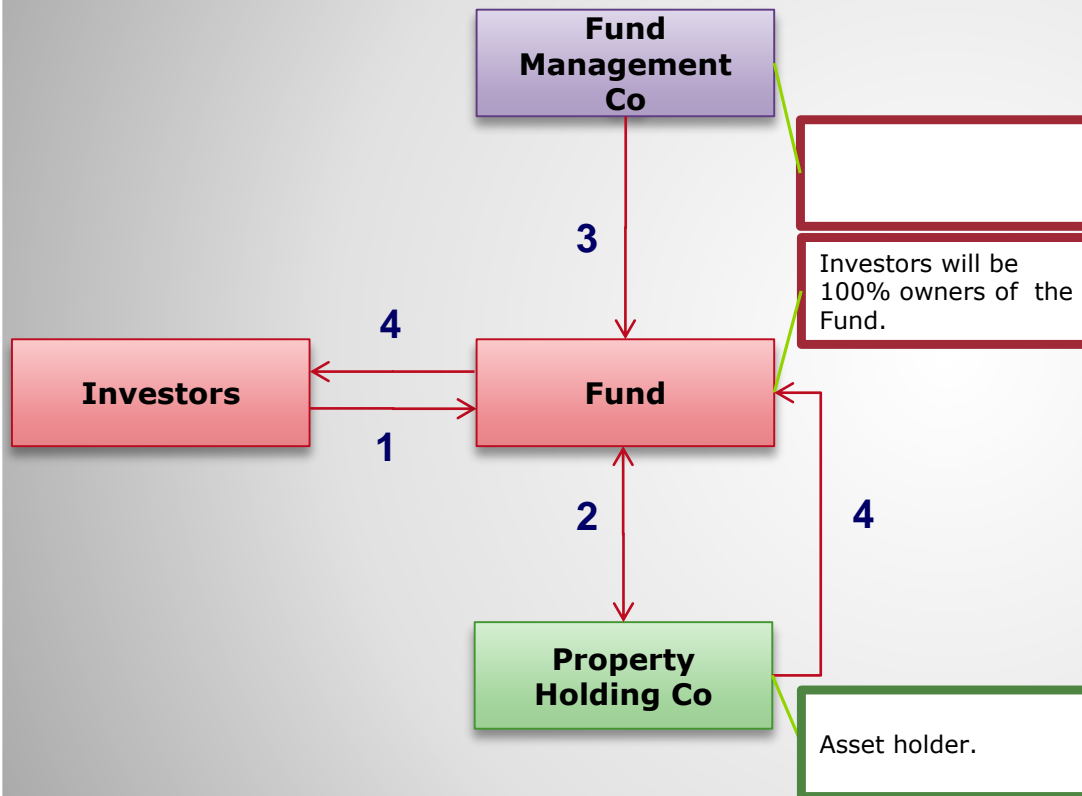 Fund
Management
Co
3
Investors will be
100% owners of the
Fund.
4
Investors
Fund
1
2
4
Property
Holding Co
Asset holder.